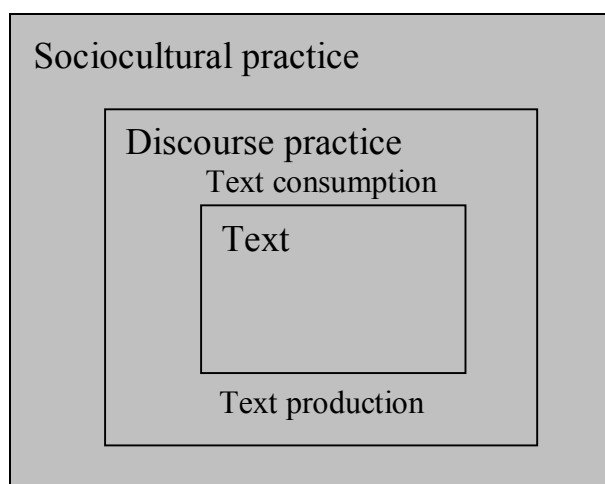 Sociocultural practice
Discourse practice
Text consumption
Text
Text production